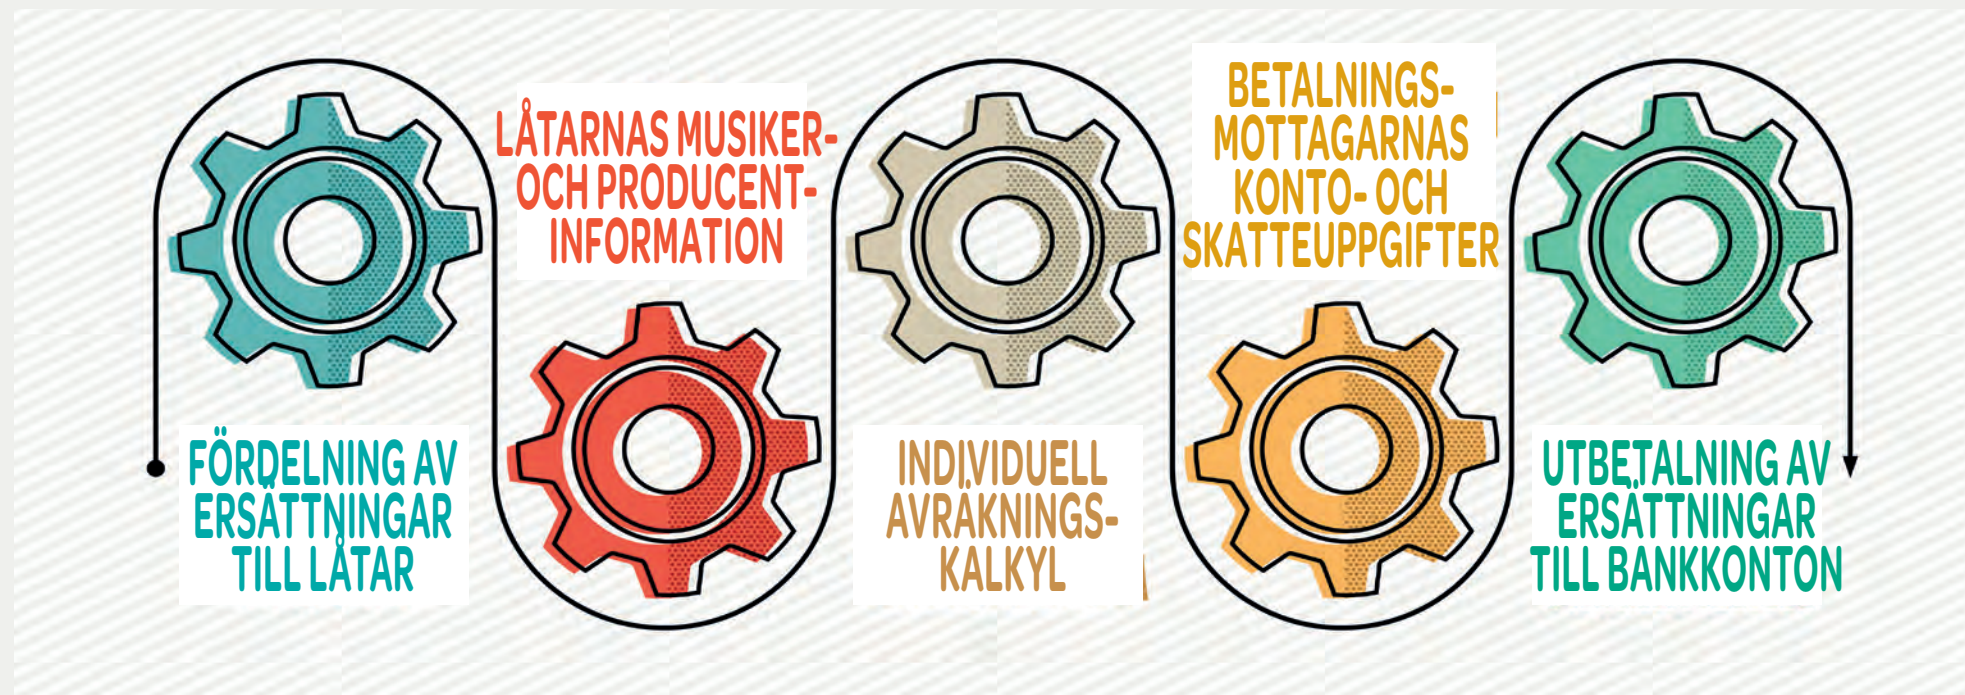 FÖRDELNING AV
ERSÄTTNINGAR
TILL LÅTAR
LÅTARNAS MUSIKER-
OCH PRODUCENT-
INFORMATION
INDIVIDUELL
AVRÄKNINGS-
KALKYL
BETALNINGS-
MOTTAGARNAS
KONTO- OCH
SKATTEUPPGIFTER
UTBETALNING AV
ERSÄTTNINGAR
TILL BANKKONTON